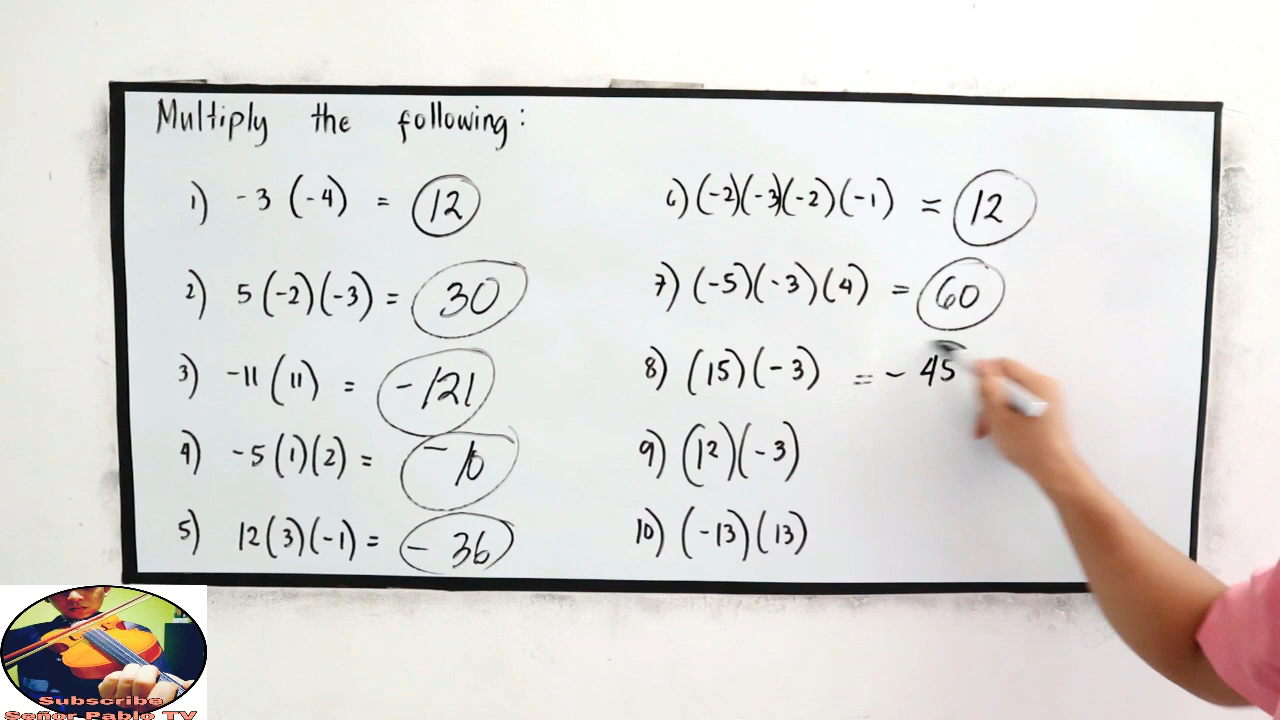 Multiply the following:
1) -3 (-4) = 12
2) 5 (-2)(-3) = 30
3) -11 (11) = -121
4) -5 (1)(2) = -10
5) 12(3)(-1) = -36
6) (-2)(-3)(-2)(-1) = 12
7) (-5)(-3)(4) = 60
8) (15)(-3) = - 45
9) (12)(-3)
10) (-13)(13)
Subscribe
Señor Pablo TV